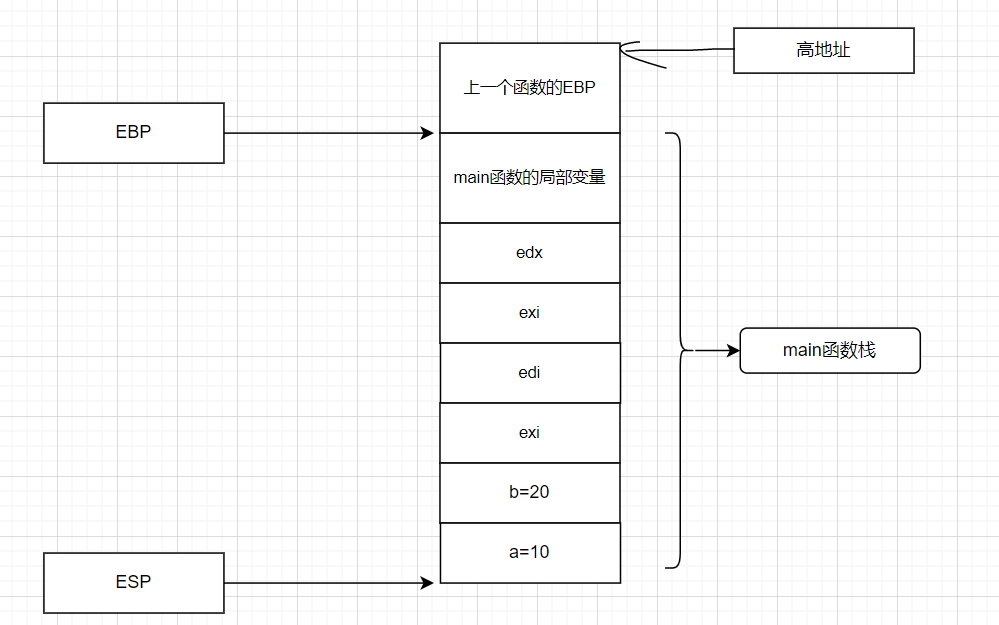 高地址
上一个函数的EBP
EBP
main函数的局部变量
edx
exi
main函数栈
edi
exi
b=20
a=10
ESP